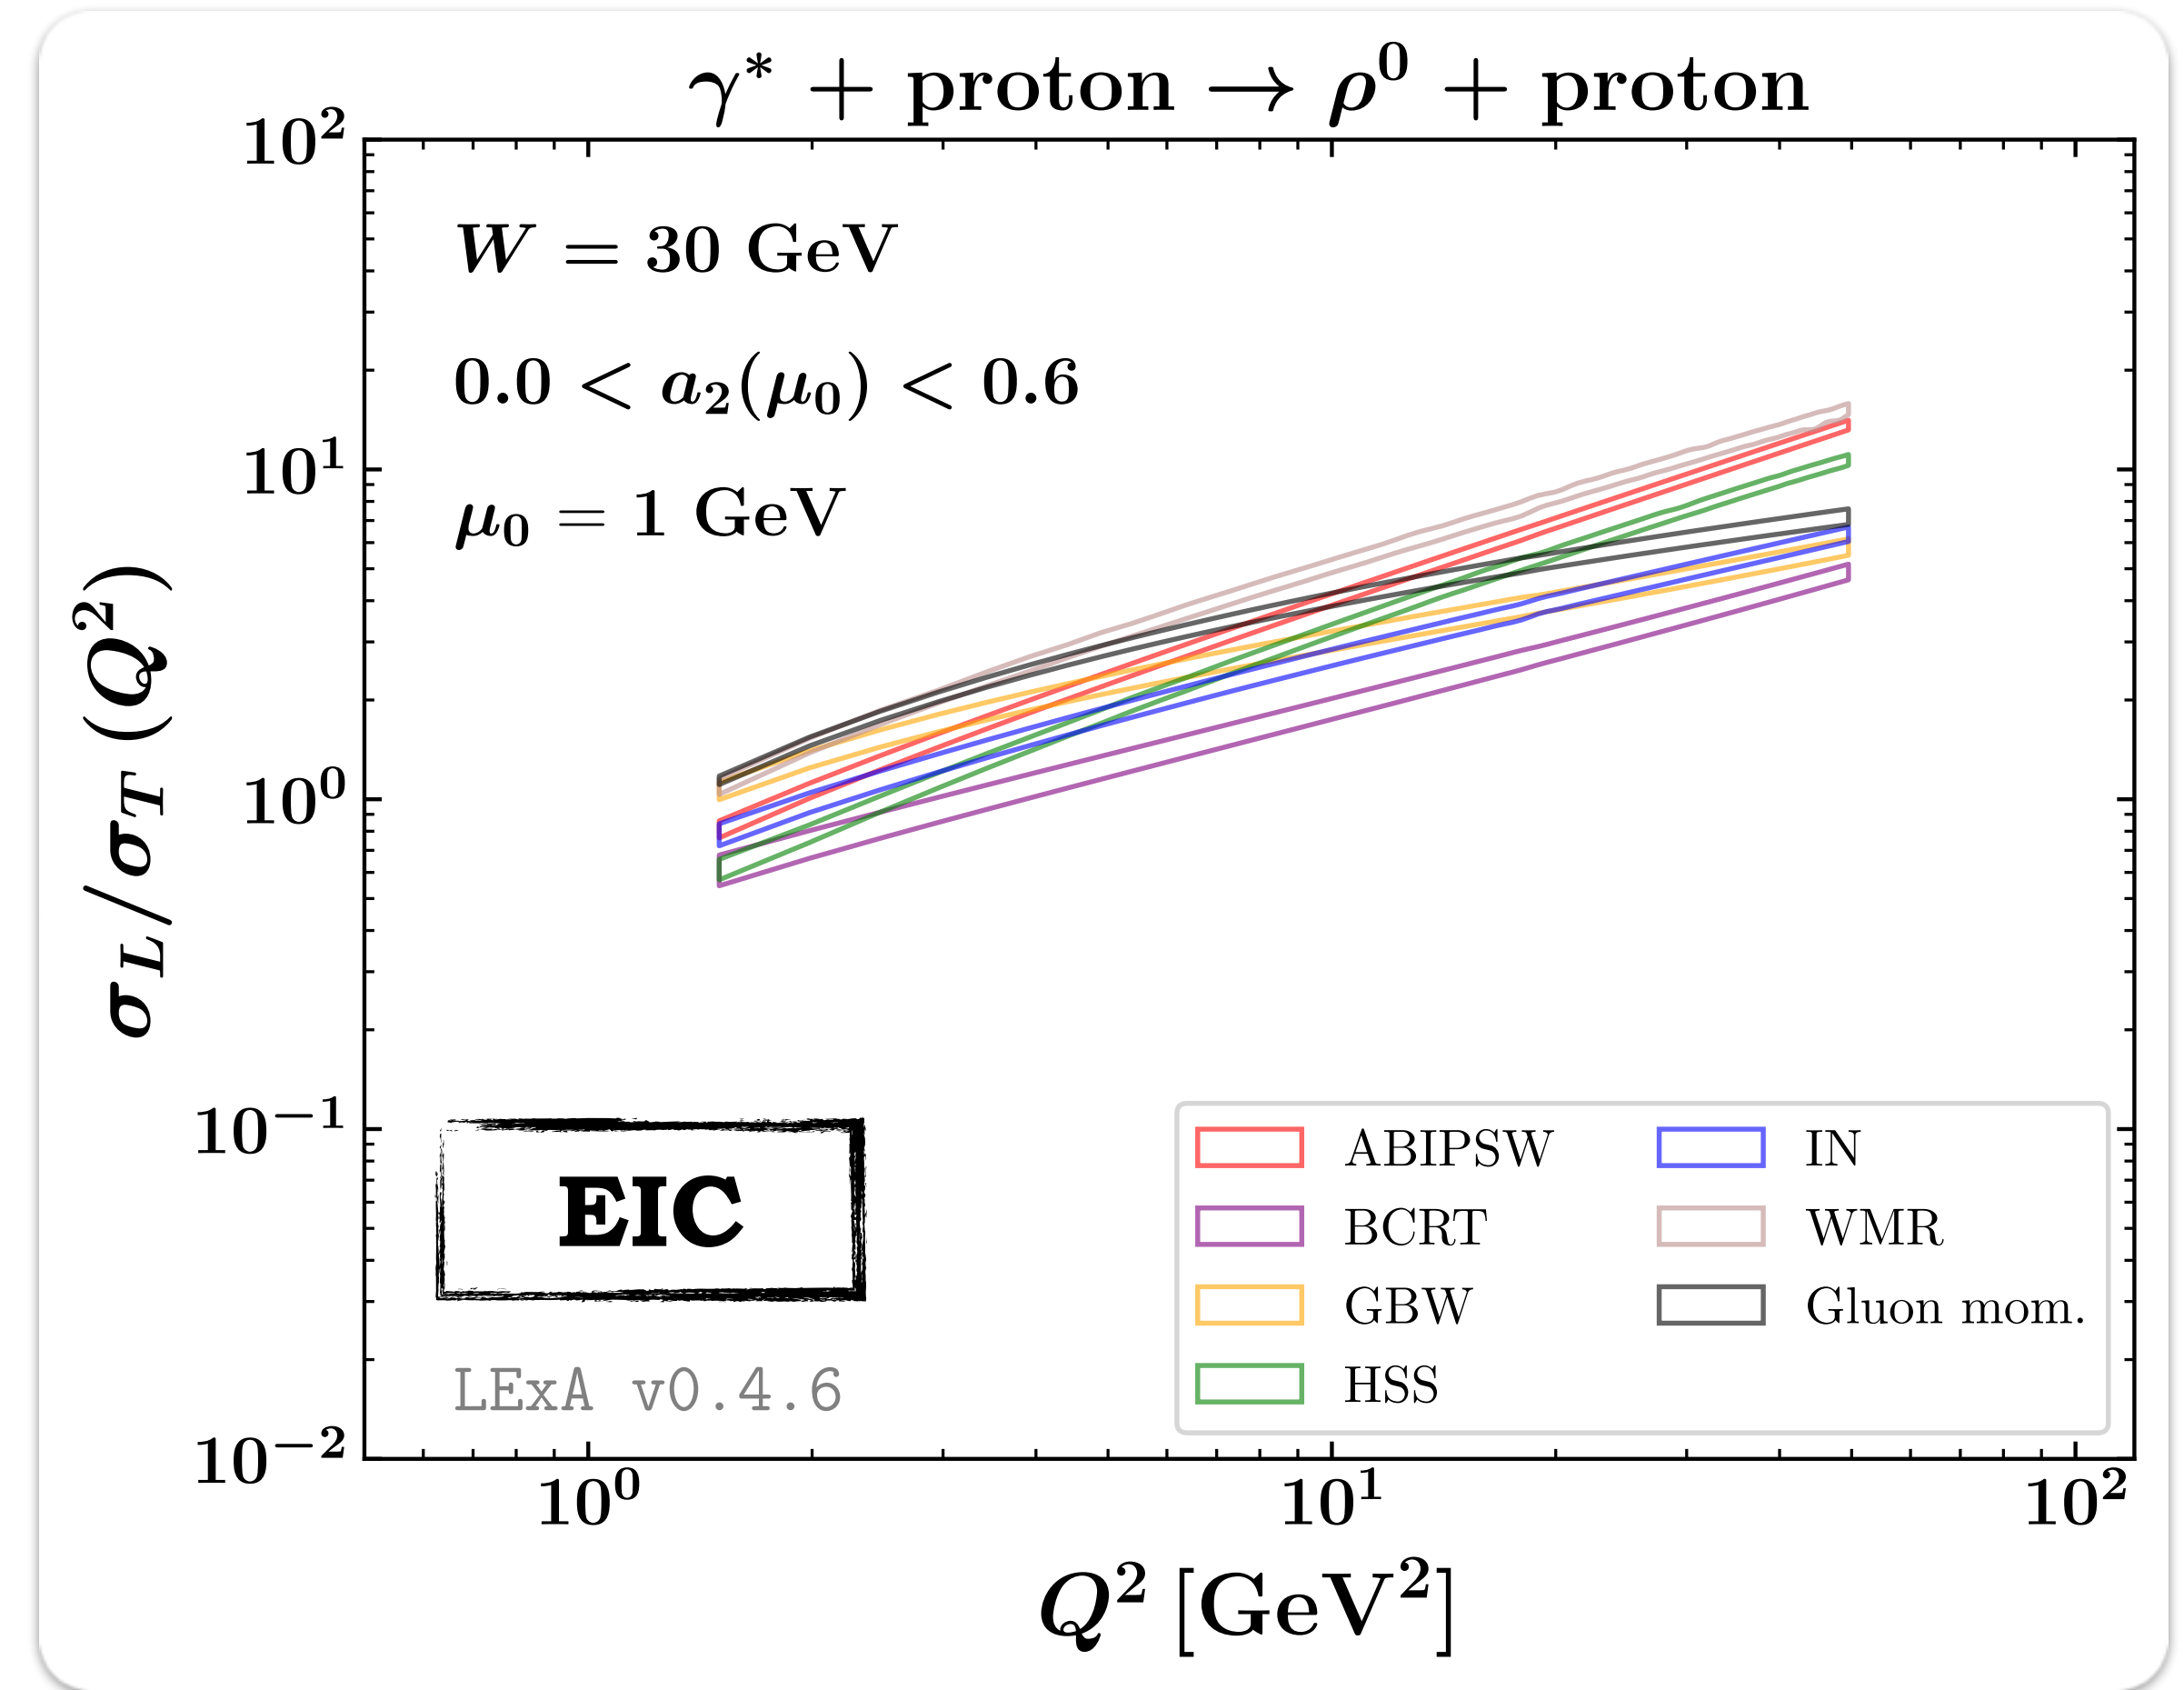 γ* + proton → ρ⁰ + proton
W = 30 GeV
0.0 < a₂(μ₀) < 0.6
μ₀ = 1 GeV
σ_L/σ_T (Q²)
10²
10¹
10⁰
10⁻¹
10⁻²
EIC
LExA v0.4.6
ABIPSW
BCRT
GBW
HSS
IN
WMR
Gluon mom.
10⁰ 10¹ 10²
Q² [GeV²]